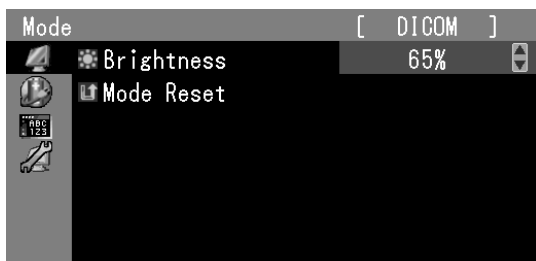 Mode [ DICOM ]
Brightness 65%
Mode Reset
ABC
123